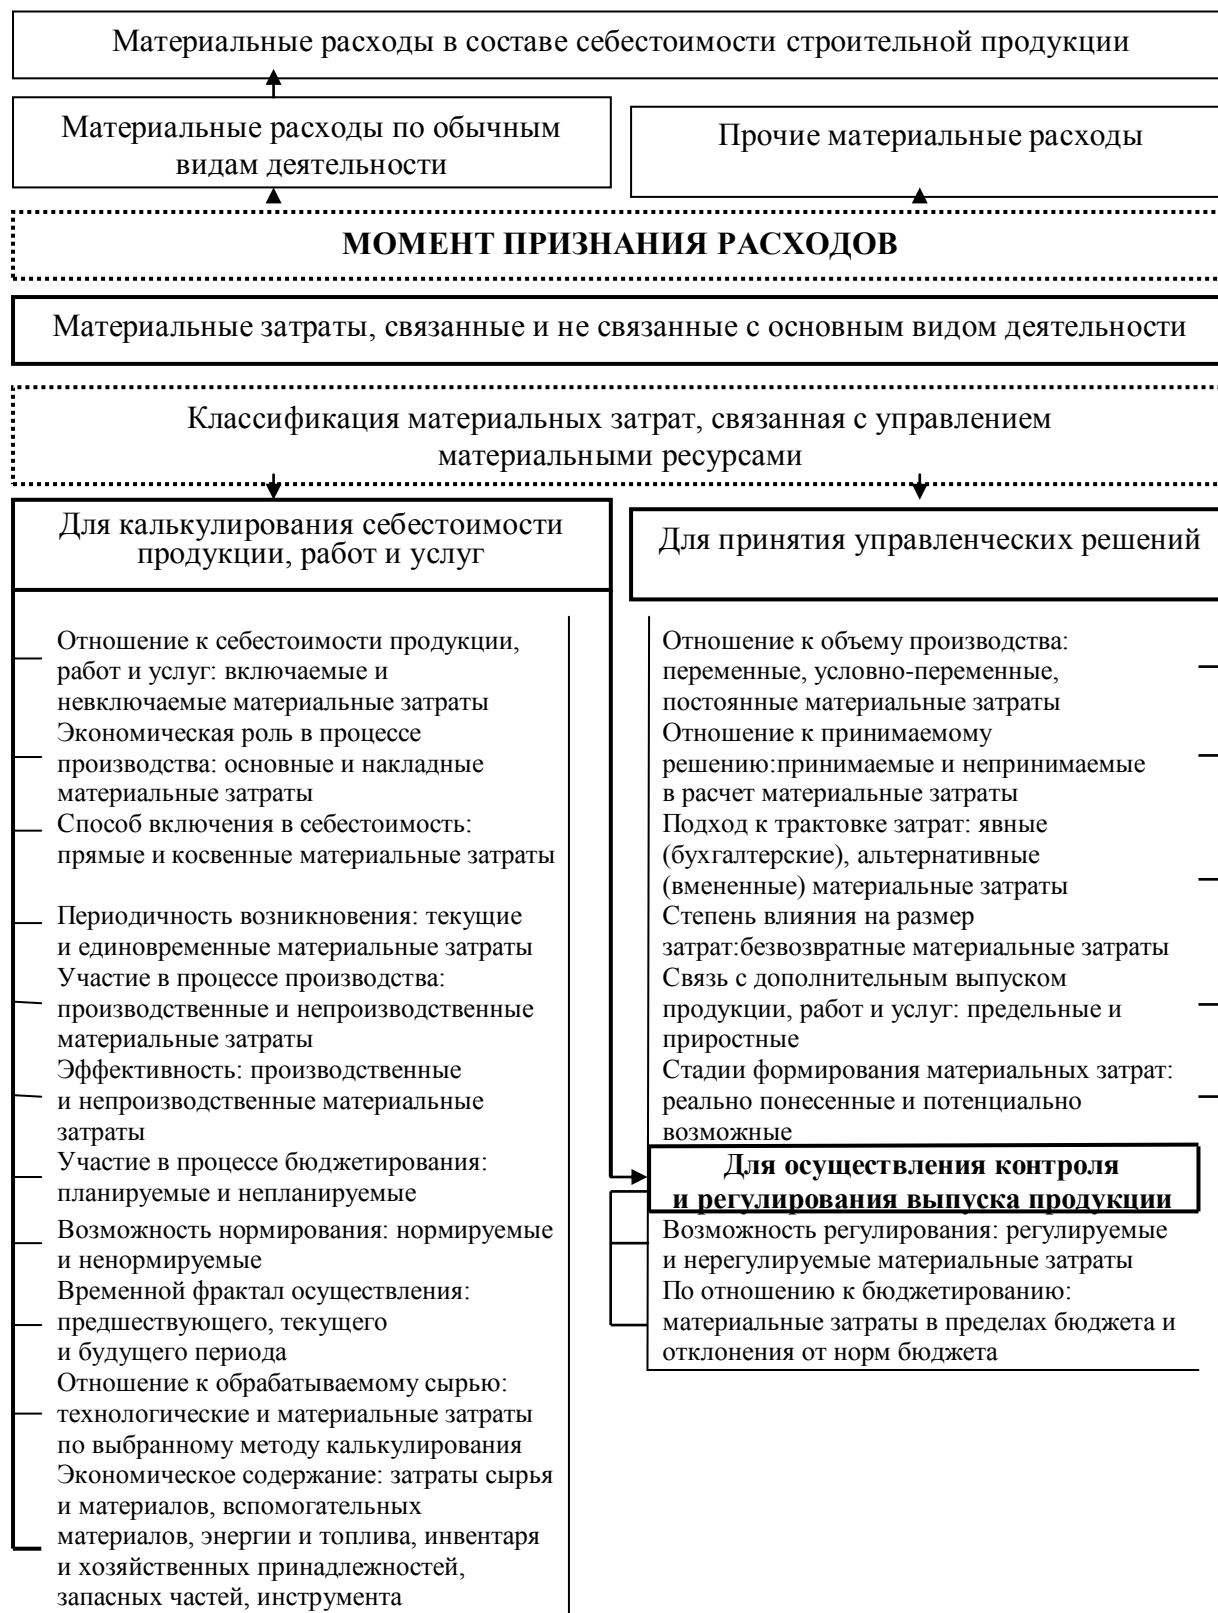 Материальные расходы в составе себестоимости строительной продукции
Материальные расходы по обычным
видам деятельности
Прочие материальные расходы
МОМЕНТ ПРИЗНАНИЯ РАСХОДОВ
Материальные затраты, связанные и не связанные с основным видом деятельности
Классификация материальных затрат, связанная с управлением
материальными ресурсами
Для калькулирования себестоимости
продукции, работ и услуг
Для принятия управленческих решений
Отношение к себестоимости продукции,
работ и услуг: включаемые и
невключаемые материальные затраты
Экономическая роль в процессе
производства: основные и накладные
материальные затраты
Способ включения в себестоимость:
прямые и косвенные материальные затраты
Периодичность возникновения: текущие
и единовременные материальные затраты
Участие в процессе производства:
производственные и непроизводственные
материальные затраты
Эффективность: производственные
и непроизводственные материальные
затраты
Участие в процессе бюджетирования:
планируемые и непланируемые
Возможность нормирования: нормируемые
и ненормируемые
Временной фрактал осуществления:
предшествующего, текущего
и будущего периода
Отношение к обрабатываемому сырью:
технологические и материальные затраты
по выбранному методу калькулирования
Экономическое содержание: затраты сырья
и материалов, вспомогательных
материалов, энергии и топлива, инвентаря
и хозяйственных принадлежностей,
запасных частей, инструмента
Отношение к объему производства:
переменные, условно-переменные,
постоянные материальные затраты
Отношение к принимаемому
решению:принимаемые и непринимаемые
в расчет материальные затраты
Подход к трактовке затрат: явные
(бухгалтерские), альтернативные
(вмененные) материальные затраты
Степень влияния на размер
затрат:безвозвратные материальные затраты
Связь с дополнительным выпуском
продукции, работ и услуг: предельные и
приростные
Стадии формирования материальных затрат:
реально понесенные и потенциально
возможные
Для осуществления контроля
и регулирования выпуска продукции
Возможность регулирования: регулируемые
и нерегулируемые материальные затраты
По отношению к бюджетированию:
материальные затраты в пределах бюджета и
отклонения от норм бюджета